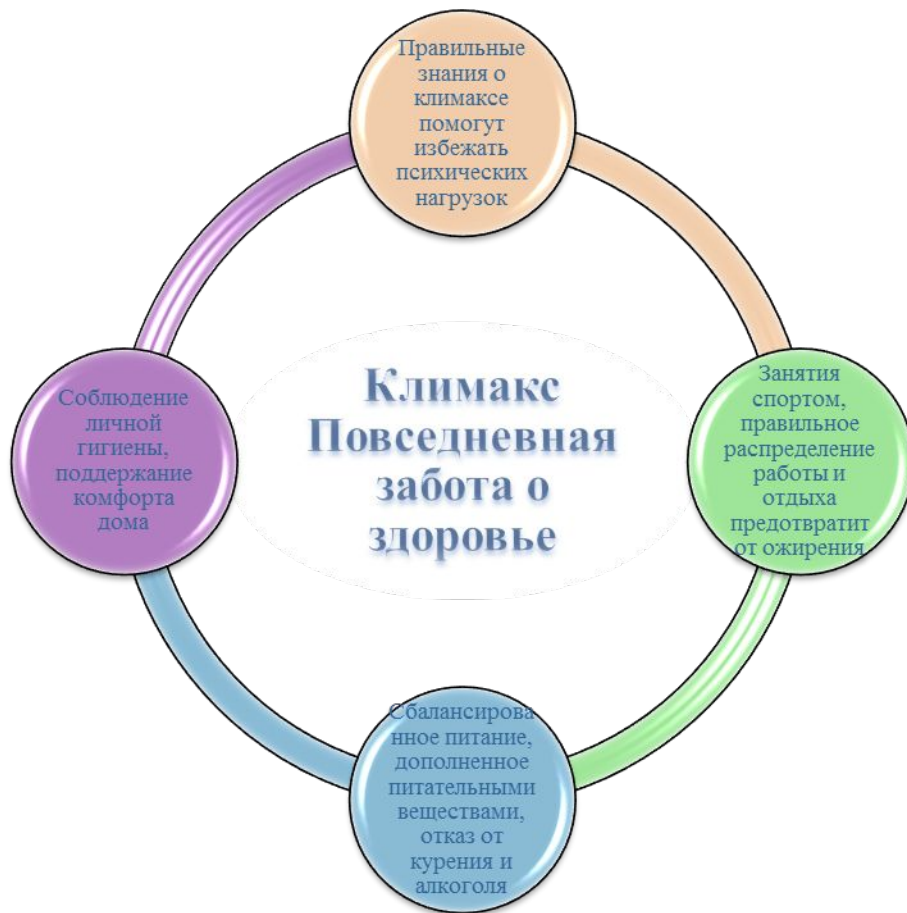 Правильные
знания о
климаксе
помогут
избежать
психических
нагрузок
Климакс
Повседневная
забота о
здоровье
Занятия
спортом,
правильное
распределение
работы и
отдыха
предотвратит
от ожирения
Сбалансирова
нное питание,
дополненное
питательными
веществами,
отказ от
курения и
алкоголя
Соблюдение
личной
гигиены,
поддержание
комфорта
дома